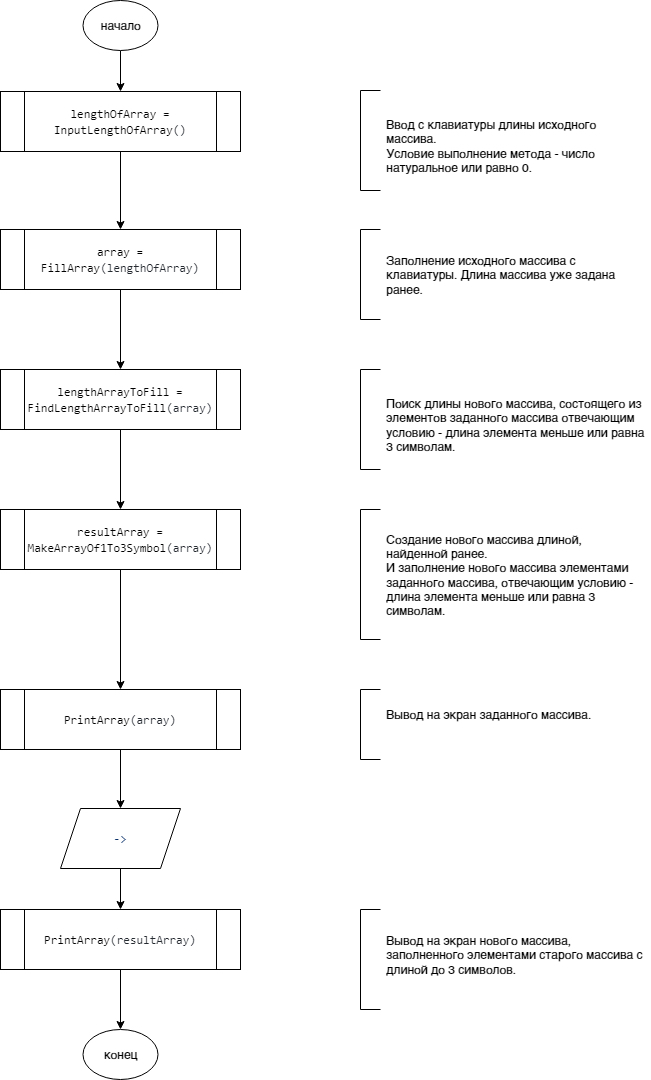 начало
lengthOfArray =
InputLengthOfArray()
Ввод с клавиатуры длины исходного
массива.
Условие выполнение метода - число
натуральное или равно 0.
array =
FillArray(lengthOfArray)
Заполнение исходного массива с
клавиатуры. Длина массива уже задана
ранее.
lengthArrayToFill =
FindLengthArrayToFill(array)
Поиск длины нового массива, состоящего из
элементов заданного массива отвечающим
условию - длина элемента меньше или равна
3 символам.
resultArray =
MakeArrayOf1To3Symbol(array)
Создание нового массива длиной,
найденной ранее.
И заполнение нового массива элементами
заданного массива, отвечающим условию -
длина элемента меньше или равна 3
символам.
PrintArray(array)
Вывод на экран заданного массива.
->
PrintArray(resultArray)
Вывод на экран нового массива,
заполненного элементами старого массива с
длиной до 3 символов.
конец